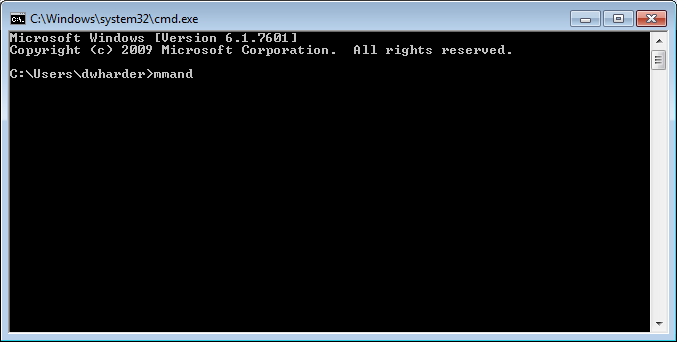 C:\Windows\system32\cmd.exe
Microsoft Windows [Version 6.1.7601]
Copyright (c) 2009 Microsoft Corporation.  All rights reserved.
C:\Users\dwharder>mmand